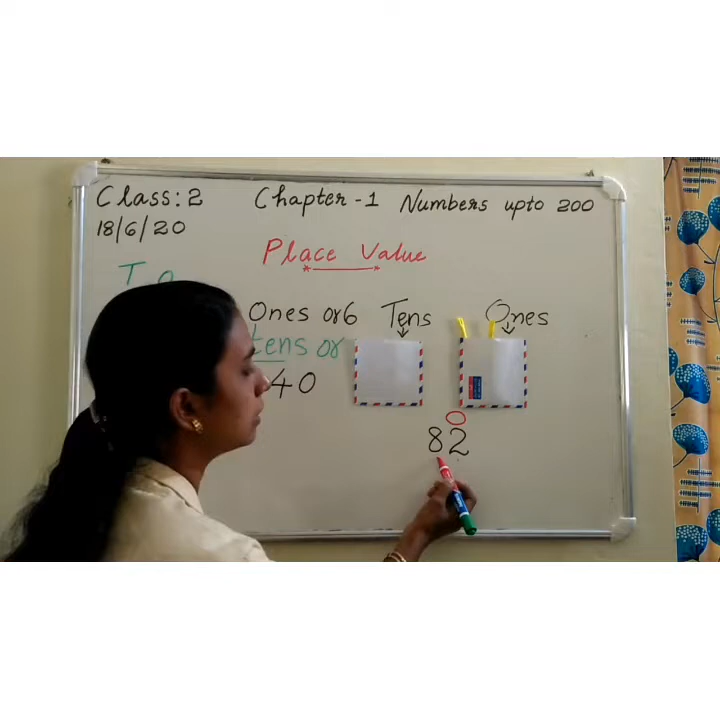 Class: 2 Chapter -1 Numbers upto 200
18/6/20
Place Value
T O
Ones or 6 Tens Ones
tens or
40
O
82